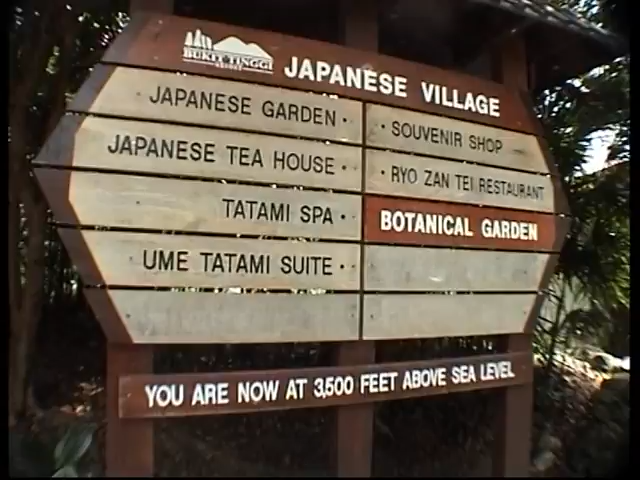 BUKIT TINGGI
RESORT
JAPANESE VILLAGE
JAPANESE GARDEN ·
JAPANESE TEA HOUSE ·
TATAMI SPA ·
UME TATAMI SUITE ·
· SOUVENIR SHOP
· RYO ZAN TEI RESTAURANT
BOTANICAL GARDEN
YOU ARE NOW AT 3,500 FEET ABOVE SEA LEVEL